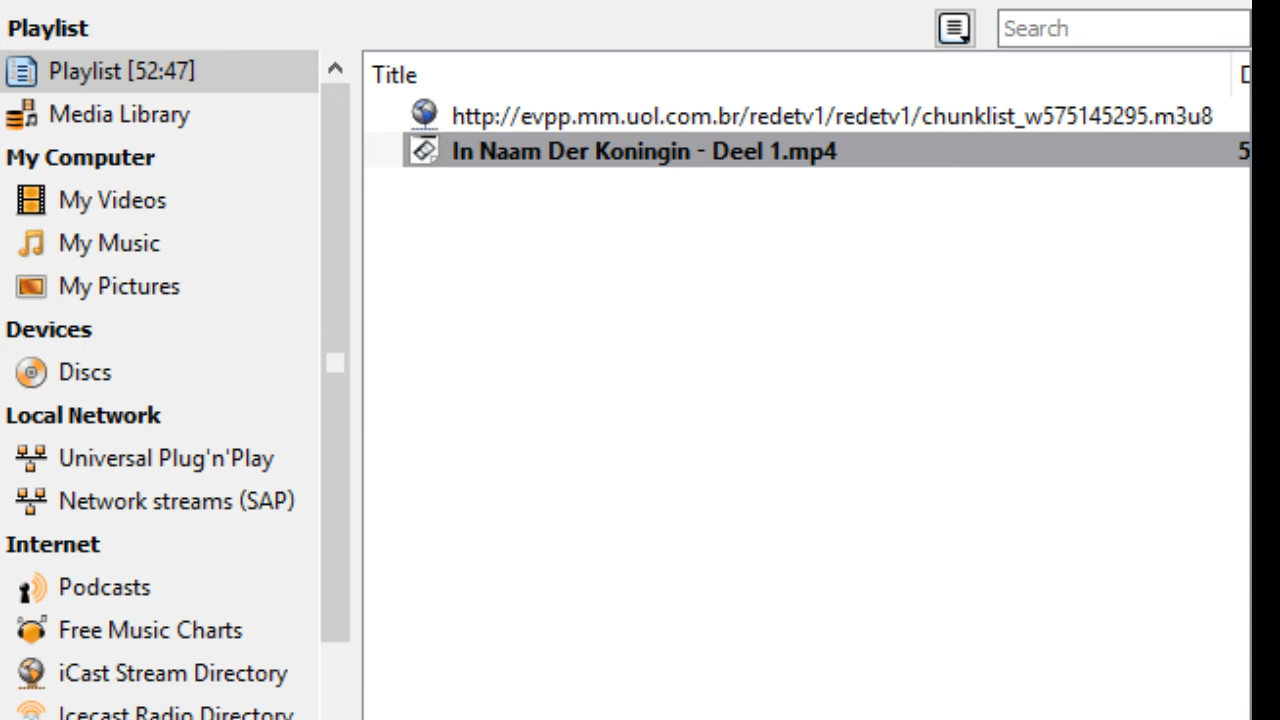 Playlist
Search
Playlist [52:47]
Title
Media Library
http://evpp.mm.uol.com.br/redetv1/redetv1/chunklist_w575145295.m3u8
In Naam Der Koningin - Deel 1.mp4
5
My Computer
My Videos
My Music
My Pictures
Devices
Discs
Local Network
Universal Plug'n'Play
Network streams (SAP)
Internet
Podcasts
Free Music Charts
iCast Stream Directory
Icecast Radio Directory